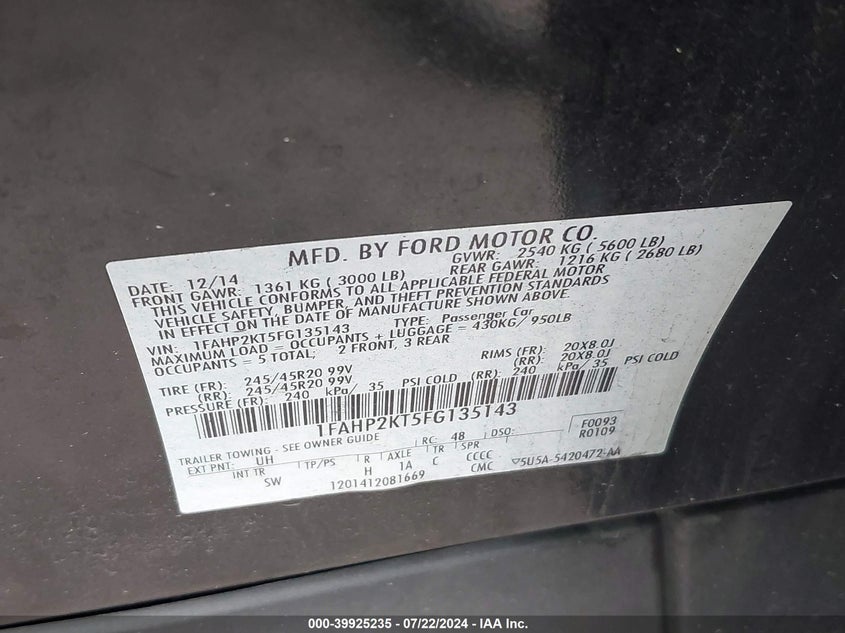 MFD. BY FORD MOTOR CO.
DATE: 12/14 GVWR: 2540 KG ( 5600 LB)
FRONT GAWR: 1361 KG ( 3000 LB) REAR GAWR: 1216 KG ( 2680 LB)
THIS VEHICLE CONFORMS TO ALL APPLICABLE FEDERAL MOTOR
VEHICLE SAFETY, BUMPER, AND THEFT PREVENTION STANDARDS
IN EFFECT ON THE DATE OF MANUFACTURE SHOWN ABOVE.
VIN: 1FAHP2KT5FG135143 TYPE: Passenger Car
MAXIMUM LOAD = OCCUPANTS + LUGGAGE = 430KG/ 950LB
OCCUPANTS = 5 TOTAL; 2 FRONT, 3 REAR
TIRE (FR): 245/45R20 99V RIMS (FR): 20X8.0J
(RR): 245/45R20 99V (RR): 20X8.0J
PRESSURE (FR): 240 kPa/ 35 PSI COLD (RR): 240 kPa/ 35 PSI COLD
1FAHP2KT5FG135143
TRAILER TOWING - SEE OWNER GUIDE RC: 48 DSO: F0093
EXT PNT: UH R0109
INT TR TP/PS R AXLE TR SPR
SW H 1A C CCCC ▽5U5A-5420472-AA
1201412081669 CMC
000-39925235 - 07/22/2024 - IAA Inc.